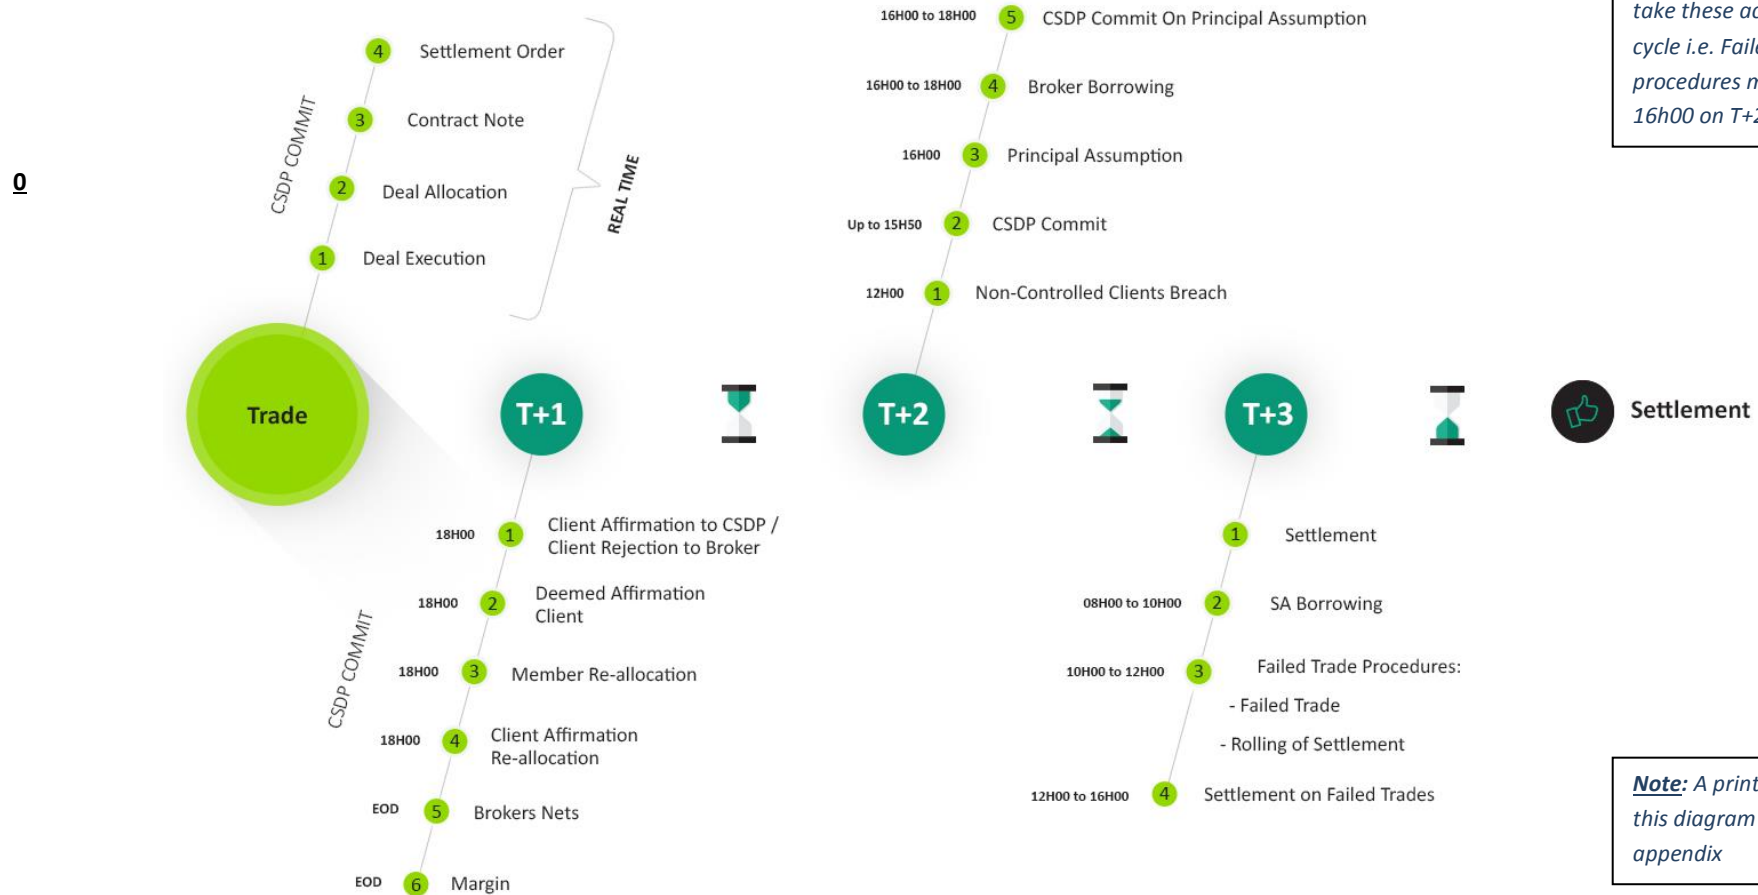 0
4 Settlement Order
3 Contract Note
2 Deal Allocation
1 Deal Execution
CSDP COMMIT
REAL TIME
16H00 to 18H00 5 CSDP Commit On Principal Assumption
16H00 to 18H00 4 Broker Borrowing
16H00 3 Principal Assumption
Up to 15H50 2 CSDP Commit
12H00 1 Non-Controlled Clients Breach
take these
cycle i.e.
procedures
16h00 on
Trade
T+1
T+2
T+3
Settlement
18H00 1 Client Affirmation to CSDP /
Client Rejection to Broker
18H00 2 Deemed Affirmation
Client
18H00 3 Member Re-allocation
18H00 4 Client Affirmation
Re-allocation
EOD 5 Brokers Nets
EOD 6 Margin
CSDP COMMIT
1 Settlement
08H00 to 10H00 2 SA Borrowing
10H00 to 12H00 3 Failed Trade Procedures:
- Failed Trade
- Rolling of Settlement
12H00 to 16H00 4 Settlement on Failed Trades
Note: A print
this diagram
appendix